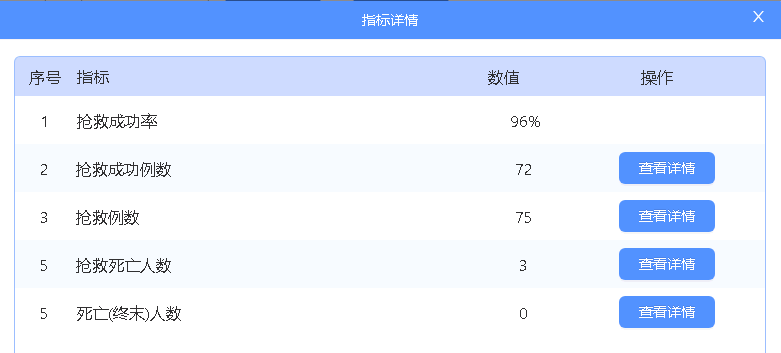 指标详情
序号 指标 数值 操作
1 抢救成功率 96%
2 抢救成功例数 72 查看详情
3 抢救例数 75 查看详情
5 抢救死亡人数 3 查看详情
5 死亡(终末)人数 0 查看详情